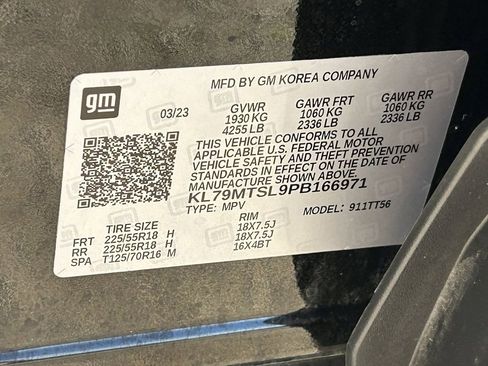 gm
MFD BY GM KOREA COMPANY
03/23 GVWR GAWR FRT GAWR RR
1930 KG 1060 KG 1060 KG
4255 LB 2336 LB 2336 LB
THIS VEHICLE CONFORMS TO ALL
APPLICABLE U.S. FEDERAL MOTOR
VEHICLE SAFETY AND THEFT PREVENTION
STANDARDS IN EFFECT ON THE DATE OF
MANUFACTURE SHOWN ABOVE.
KL79MTSL9PB166971
TYPE: MPV MODEL: 911TT56
TIRE SIZE RIM
FRT 225/55R18 H 18X7.5J
RR 225/55R18 H 18X7.5J
SPA T125/70R16 M 16X4BT